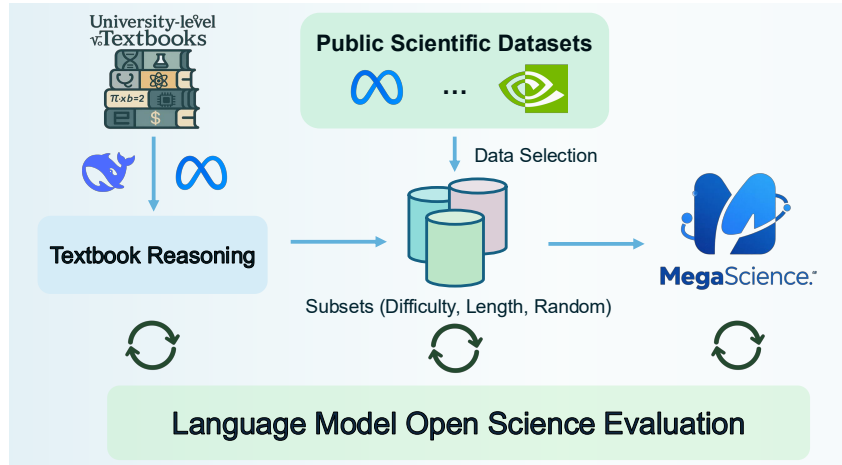 University-level
Textbooks
π·x b=2
$
Public Scientific Datasets
...
Data Selection
Textbook Reasoning
MegaScience.
Subsets (Difficulty, Length, Random)
Language Model Open Science Evaluation